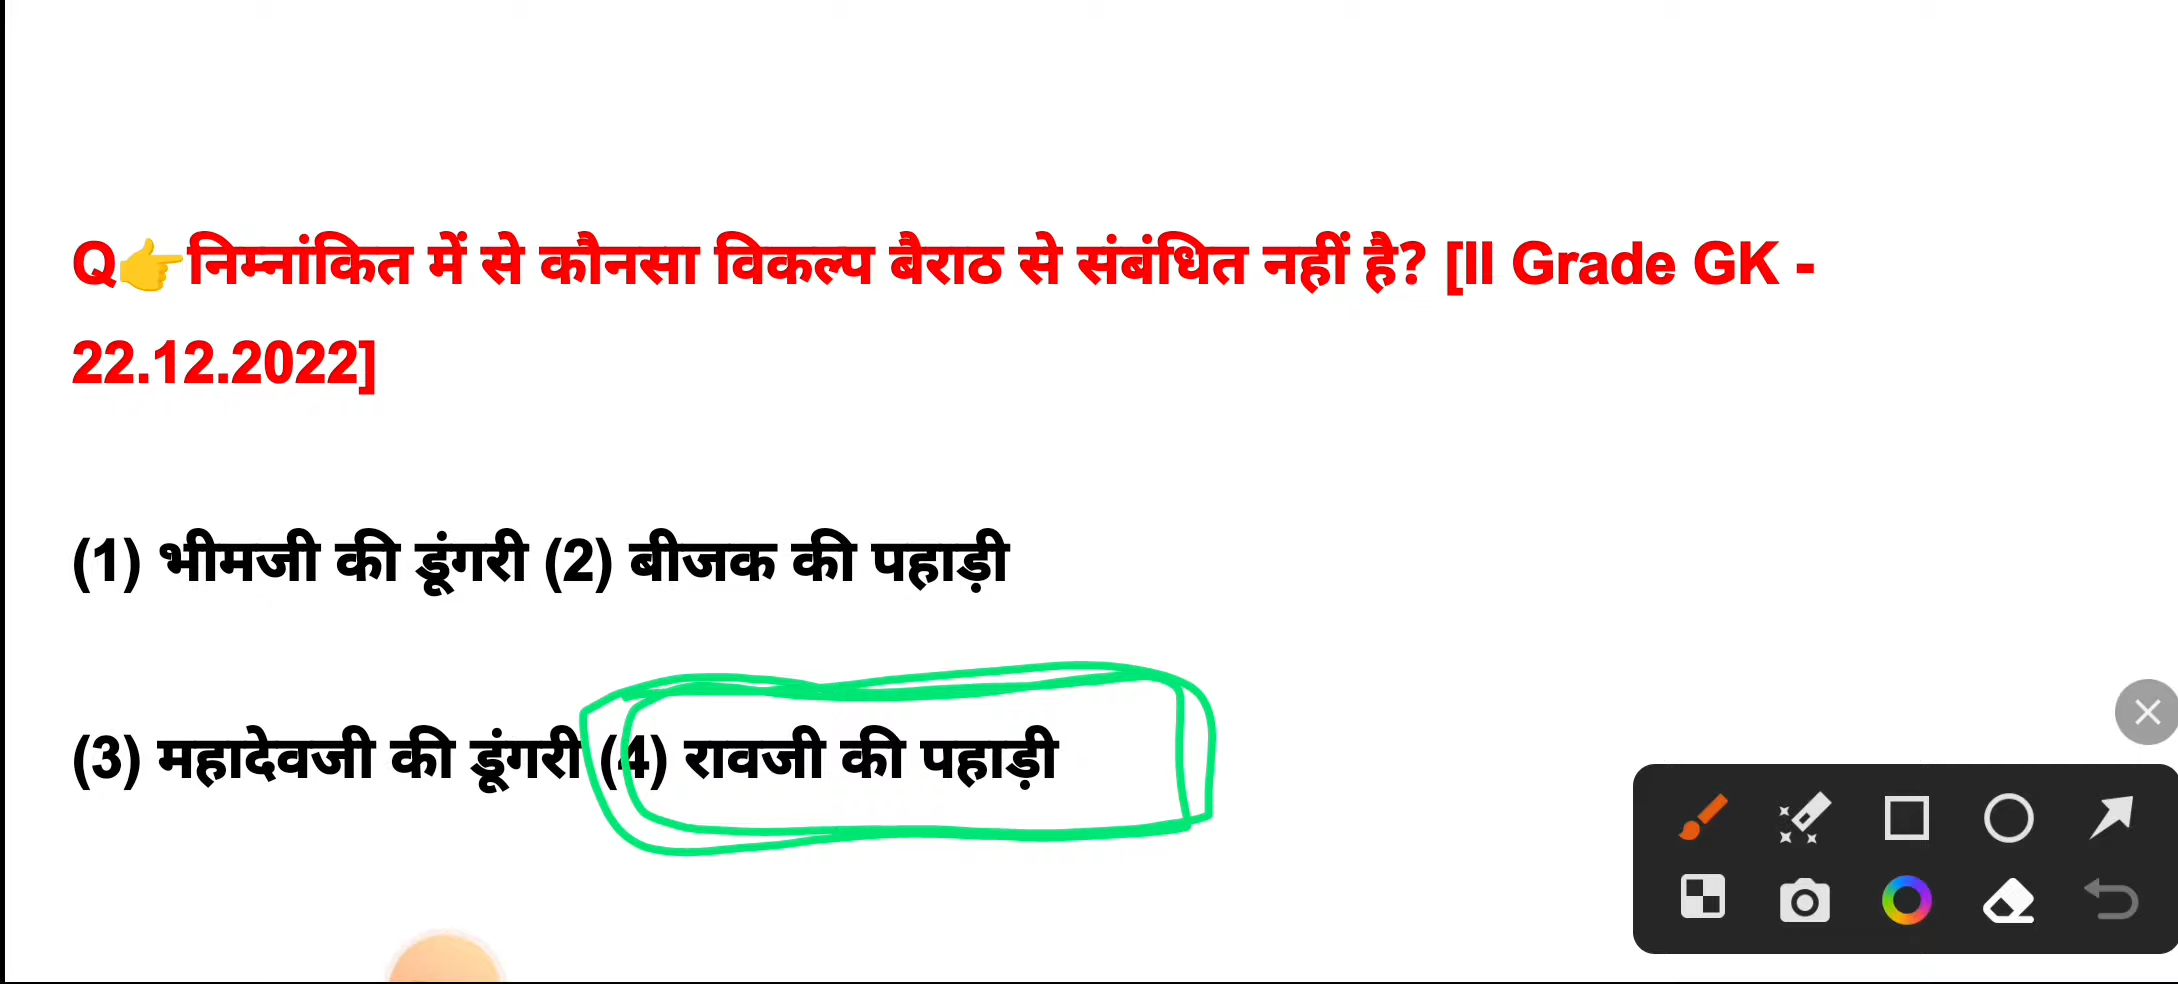 Q👉निम्नांकित में से कौनसा विकल्प बैराठ से संबंधित नहीं है? [II Grade GK -
22.12.2022]
(1) भीमजी की डूंगरी (2) बीजक की पहाड़ी
(3) महादेवजी की डूंगरी (4) रावजी की पहाड़ी